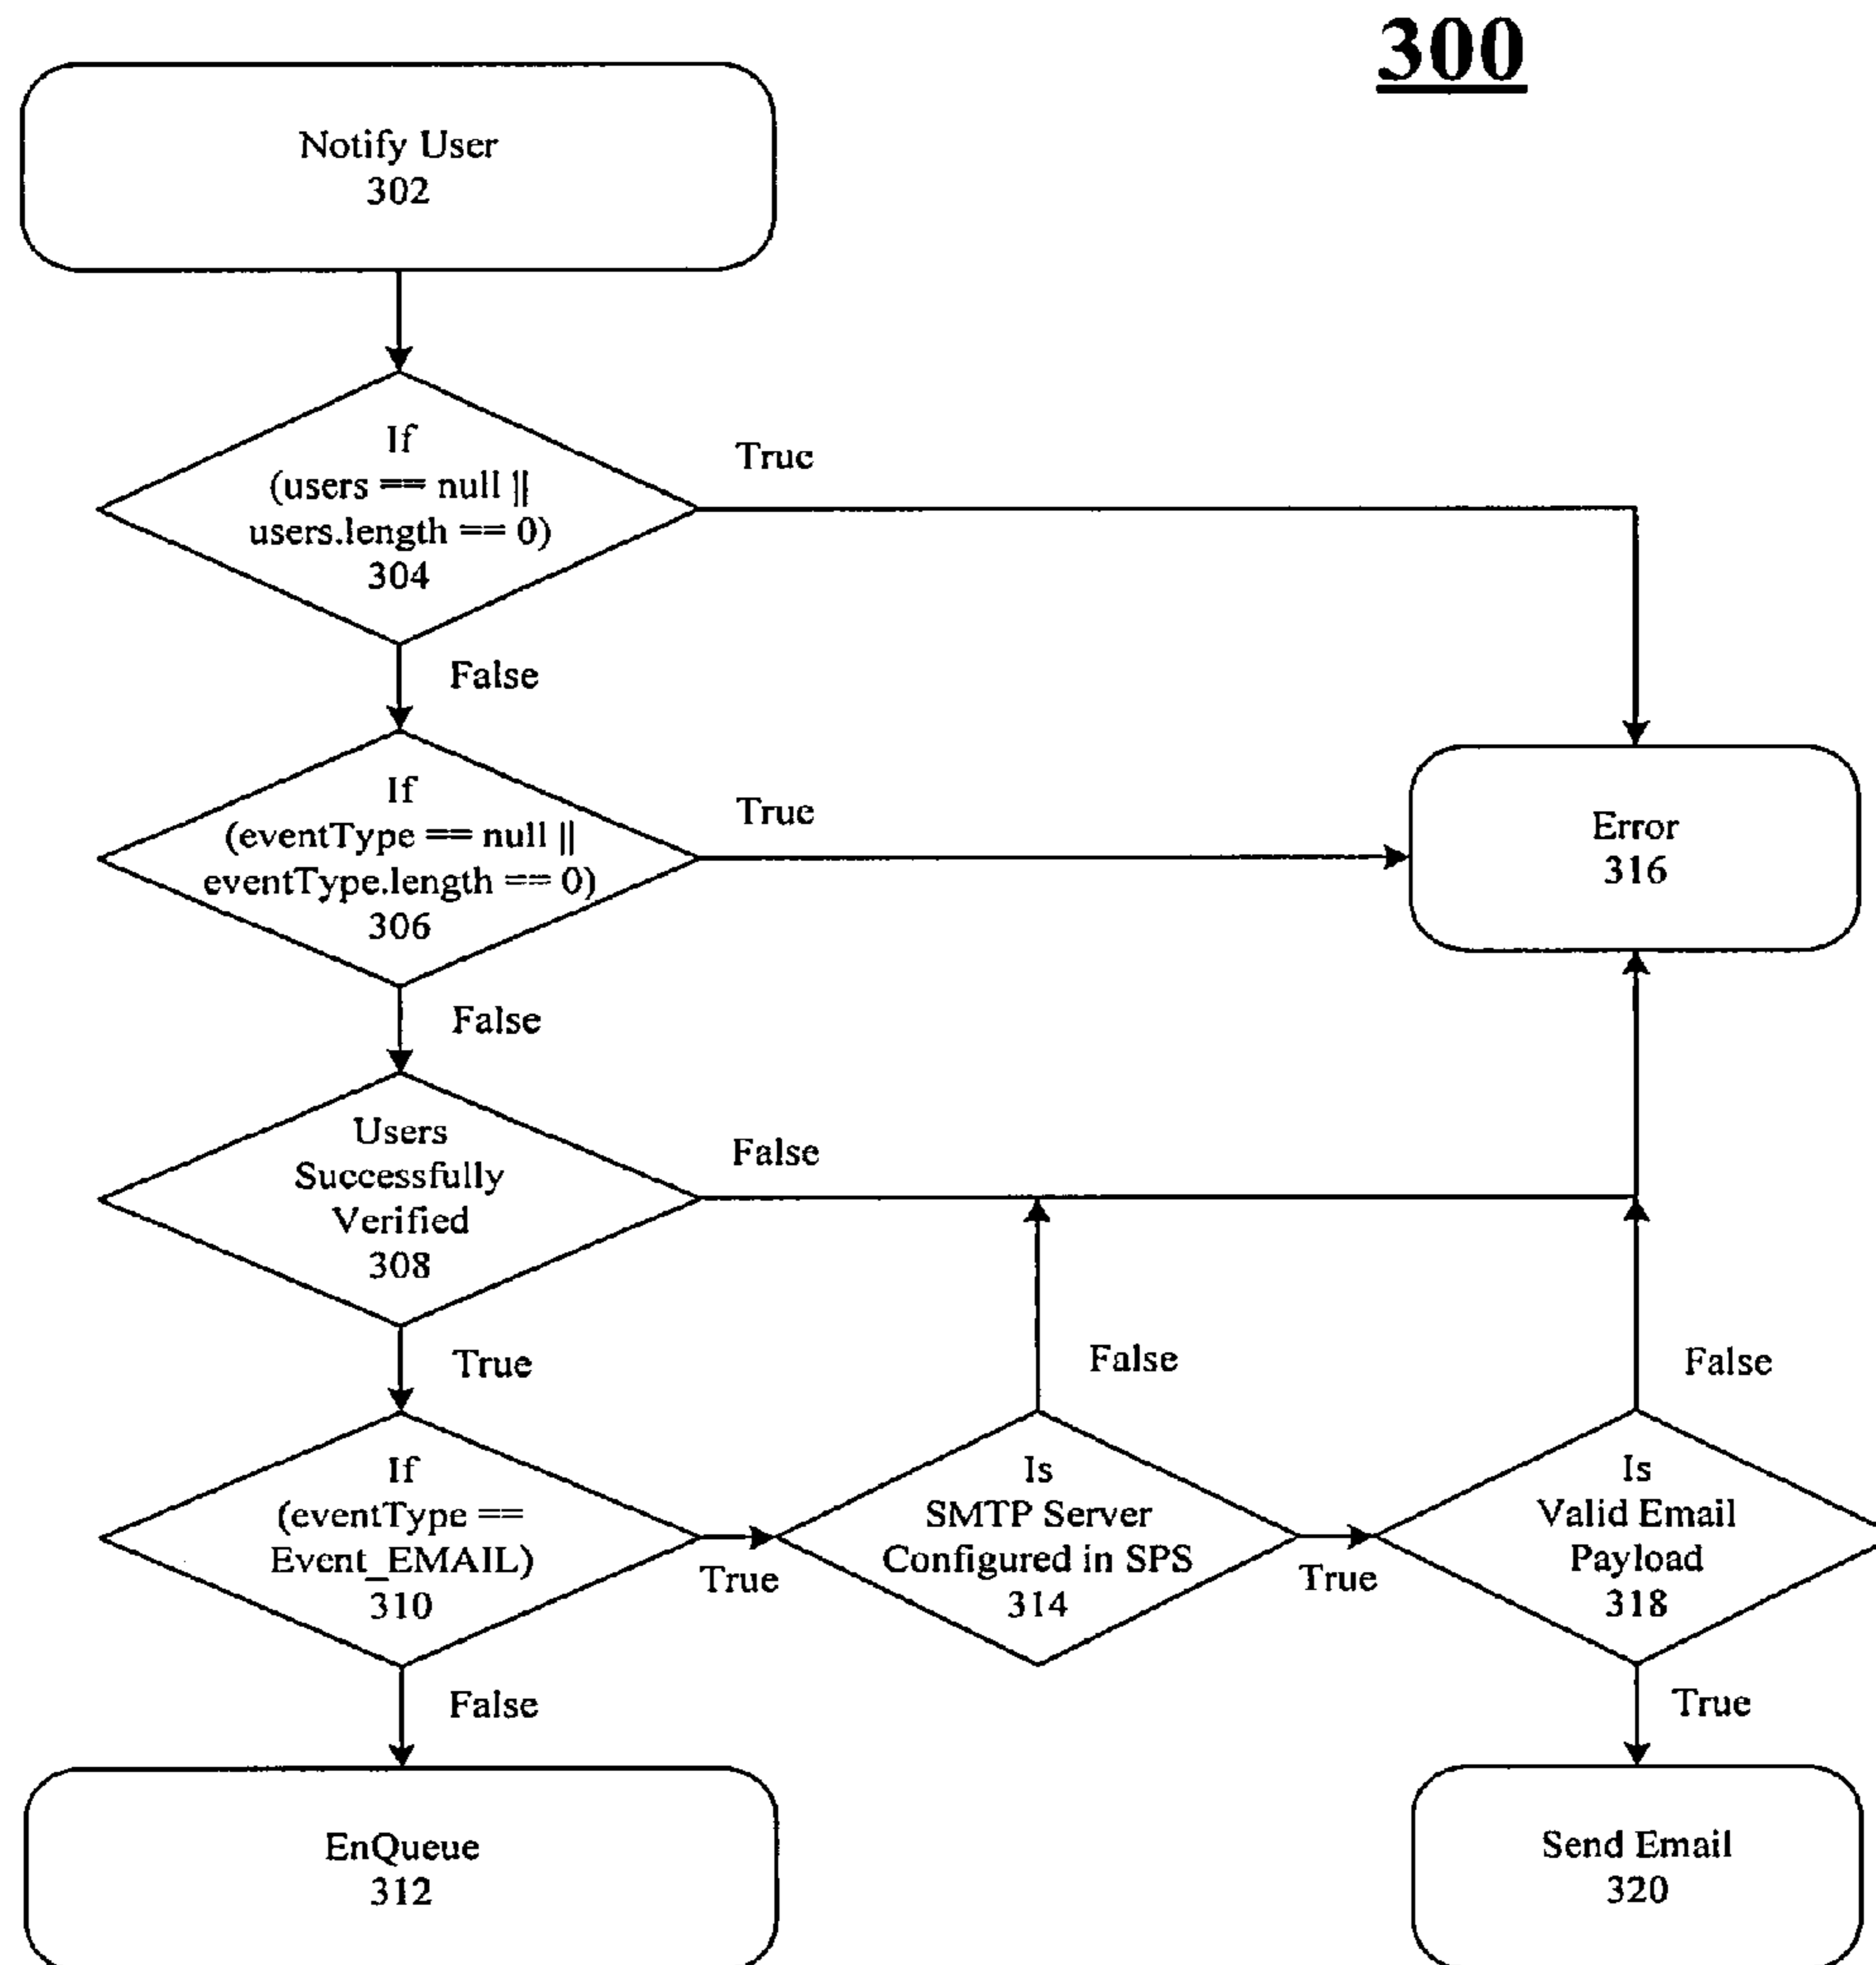 300
Notify User
302
If
(users == null ||
users.length == 0)
304
True
False
If
(eventType == null ||
eventType.length == 0)
306
True
Error
316
False
Users
Successfully
Verified
308
False
True
False
False
If
(eventType ==
Event_EMAIL)
310
True
Is
SMTP Server
Configured in SPS
314
True
Is
Valid Email
Payload
318
False
True
EnQueue
312
Send Email
320